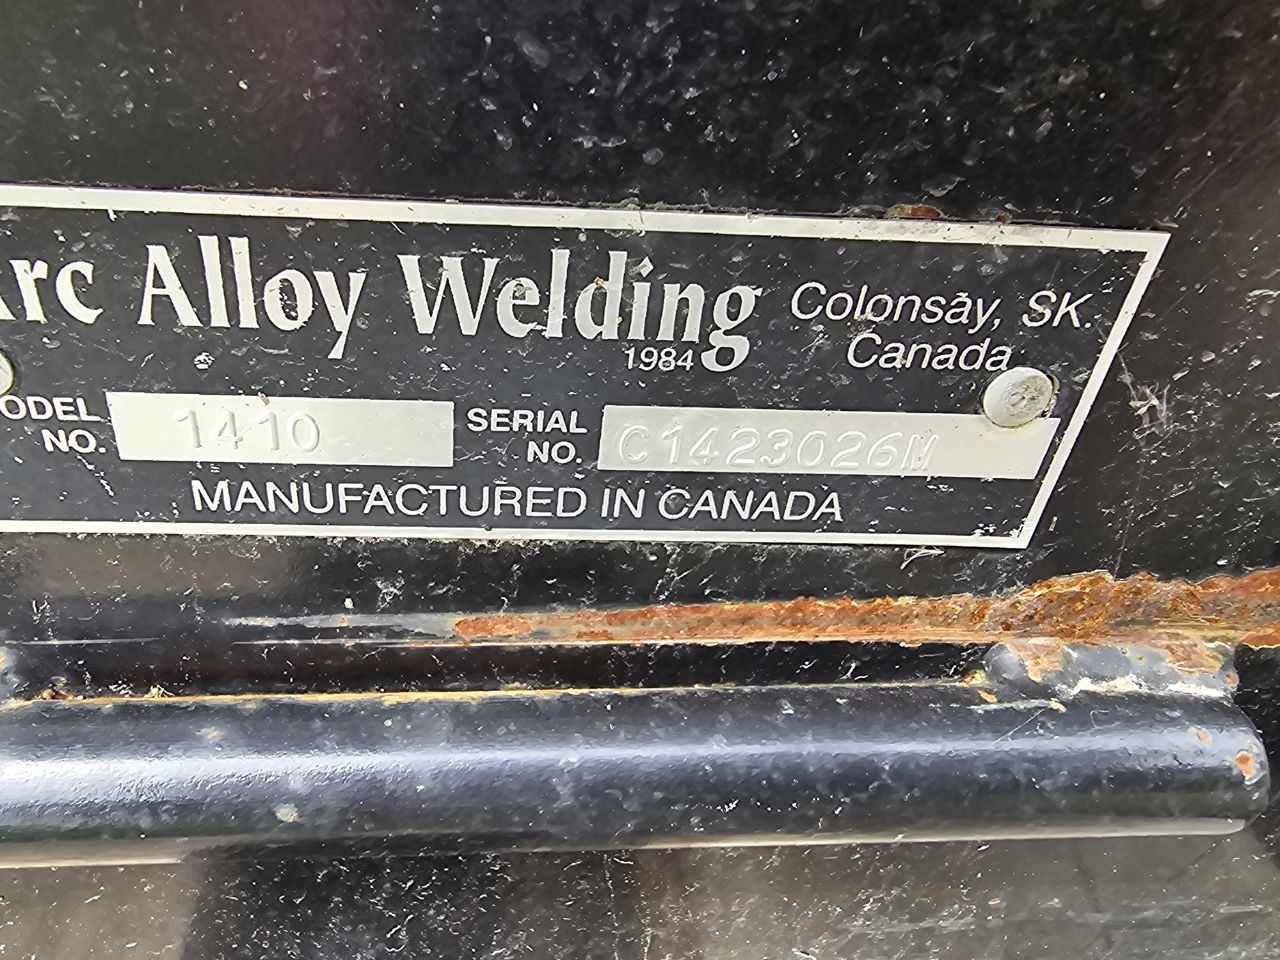 Arc Alloy Welding
1984
Colonsay, SK.
Canada
MODEL
NO.
1410
SERIAL
NO.
C1423026M
MANUFACTURED IN CANADA